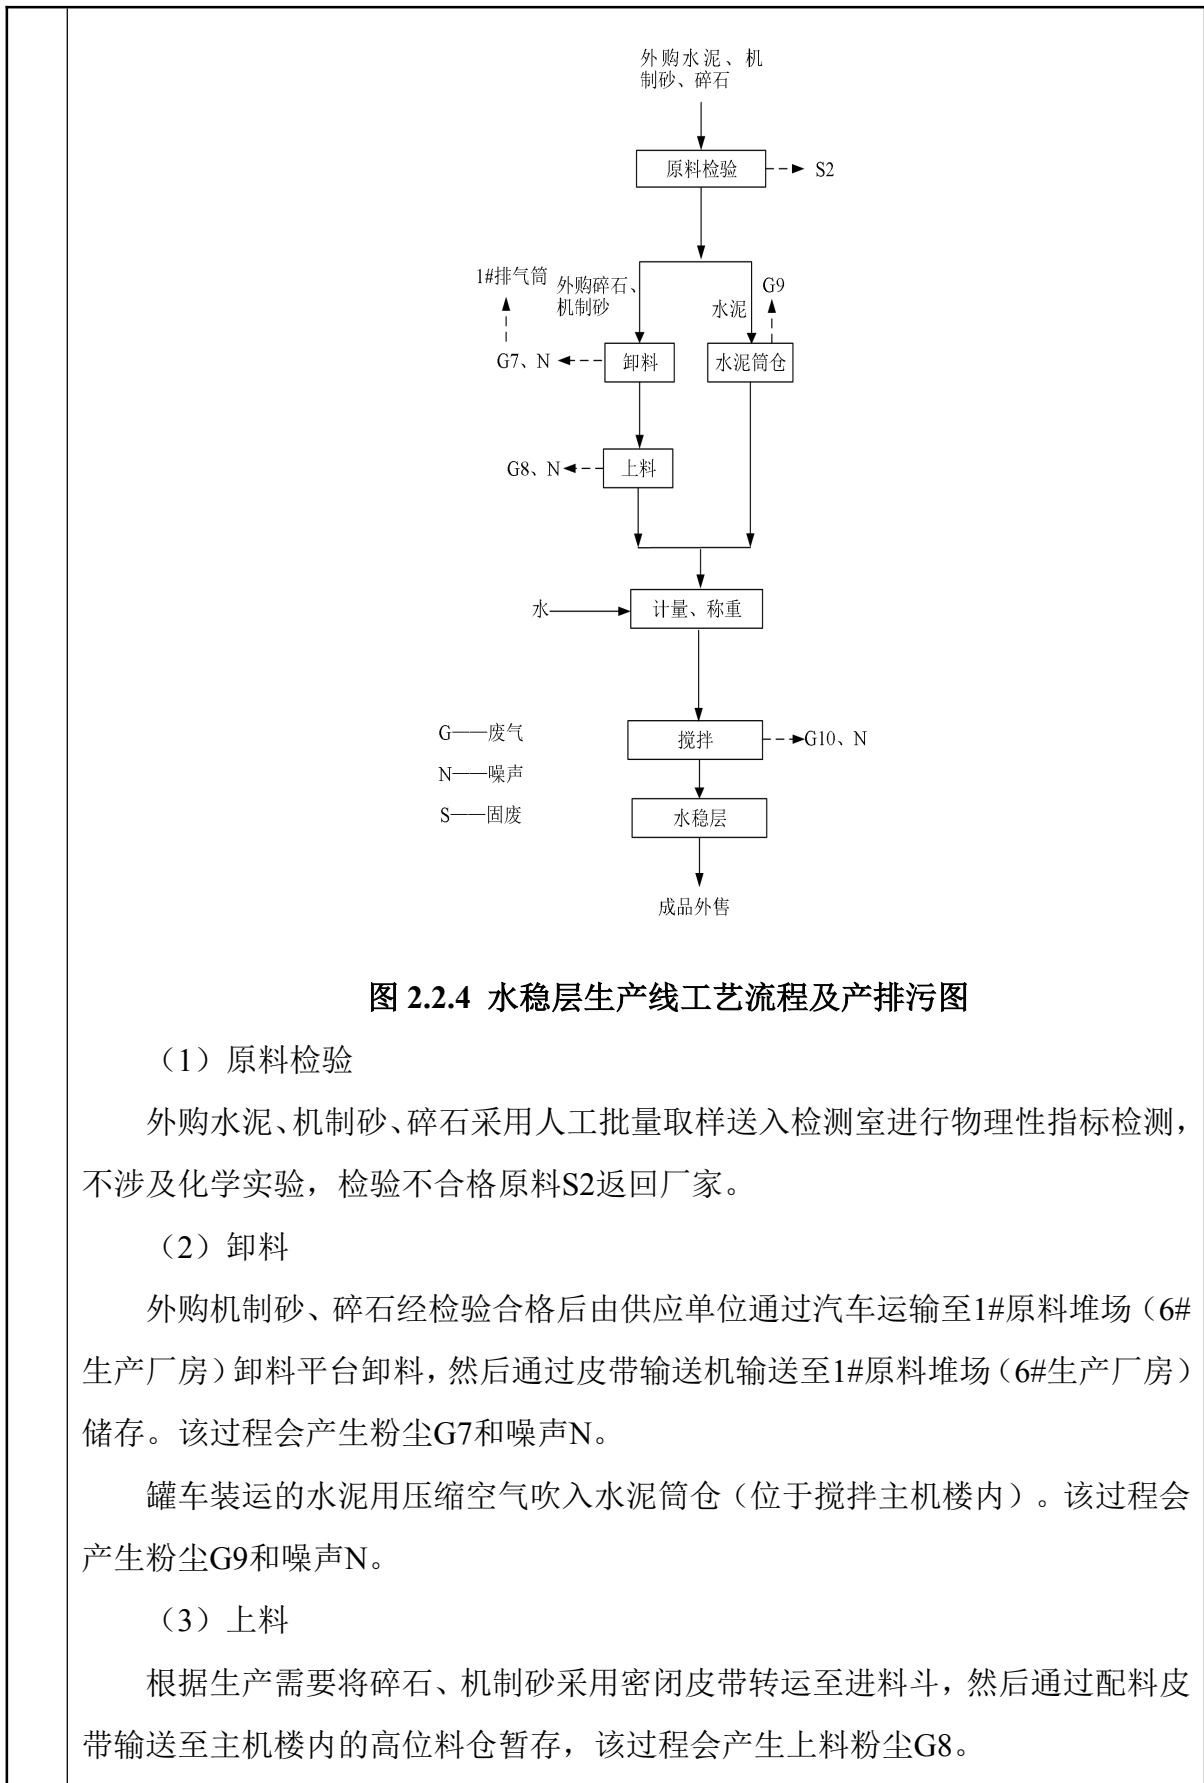 外购水泥、机
制砂、碎石
原料检验
S2
1#排气筒
外购碎石、
机制砂
水泥
G9
G7、N
卸料
水泥筒仓
G8、N
上料
水
计量、称重
G——废气
搅拌
G10、N
N——噪声
S——固废
水稳层
成品外售
图 2.2.4 水稳层生产线工艺流程及产排污图
（1）原料检验
外购水泥、机制砂、碎石采用人工批量取样送入检测室进行物理性指标检测，
不涉及化学实验，检验不合格原料S2返回厂家。
（2）卸料
外购机制砂、碎石经检验合格后由供应单位通过汽车运输至1#原料堆场（6#
生产厂房）卸料平台卸料，然后通过皮带输送机输送至1#原料堆场（6#生产厂房）
储存。该过程会产生粉尘G7和噪声N。
罐车装运的水泥用压缩空气吹入水泥筒仓（位于搅拌主机楼内）。该过程会
产生粉尘G9和噪声N。
（3）上料
根据生产需要将碎石、机制砂采用密闭皮带转运至进料斗，然后通过配料皮
带输送至主机楼内的高位料仓暂存，该过程会产生上料粉尘G8。